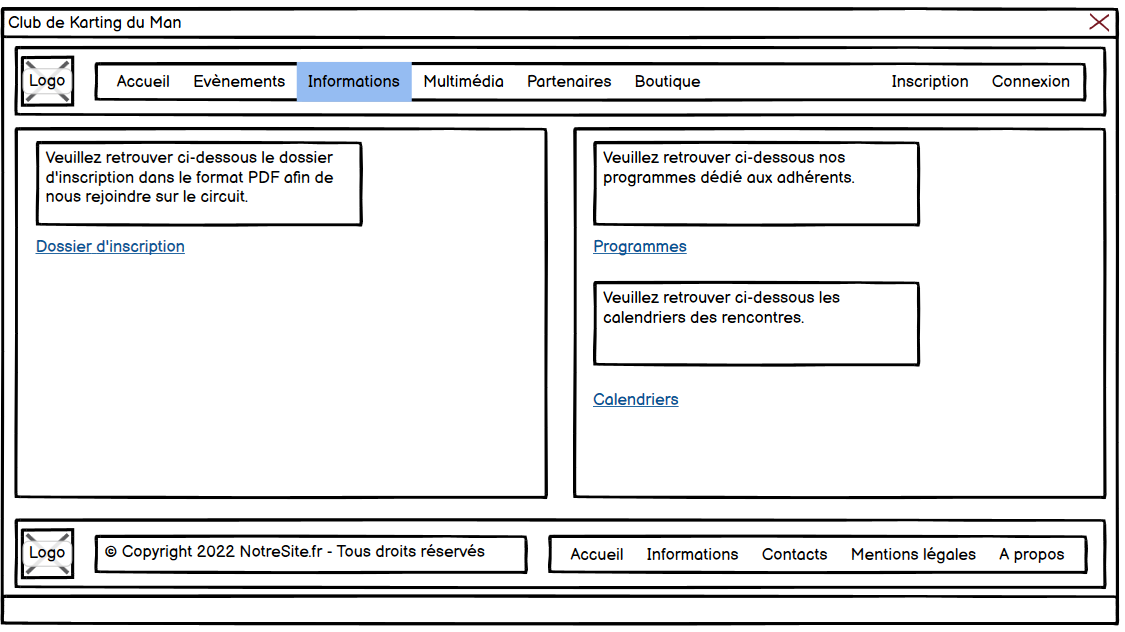 Club de Karting du Man
Logo
Accueil Evènements Informations Multimédia Partenaires Boutique Inscription Connexion
Veuillez retrouver ci-dessous le dossier
d'inscription dans le format PDF afin de
nous rejoindre sur le circuit.
Dossier d'inscription
Veuillez retrouver ci-dessous nos
programmes dédié aux adhérents.
Programmes
Veuillez retrouver ci-dessous les
calendriers des rencontres.
Calendriers
Logo
© Copyright 2022 NotreSite.fr - Tous droits réservés
Accueil Informations Contacts Mentions légales A propos